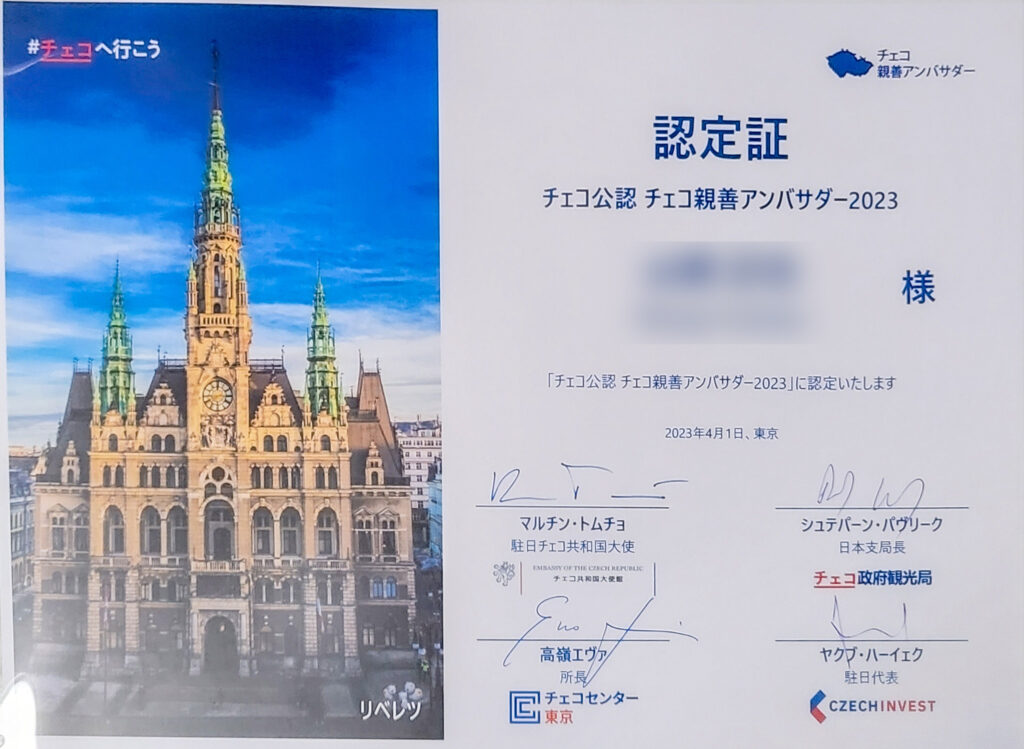 #チェコへ行こう
リベレツ
チェコ
親善アンバサダー
認定証
チェコ公認 チェコ親善アンバサダー2023
様
「チェコ公認 チェコ親善アンバサダー2023」に認定いたします
2023年4月1日、東京
マルチン・トムチョ
駐日チェコ共和国大使
EMBASSY OF THE CZECH REPUBLIC
チェコ共和国大使館
シュテパーン・パヴリーク
日本支局長
チェコ政府観光局
高嶺エヴァ
所長
チェコセンター
東京
ヤクブ・ハーイェク
駐日代表
CZECHINVEST